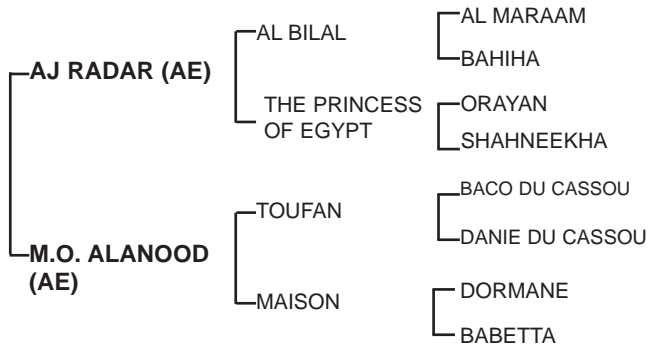 AL MARAAM
AL BILAL
AJ RADAR (AE)
BAHIHA
THE PRINCESS
OF EGYPT
ORAYAN
SHAHNEEKHA
BACO DU CASSOU
TOUFAN
DANIE DU CASSOU
M.O. ALANOOD
(AE)
DORMANE
MAISON
BABETTA